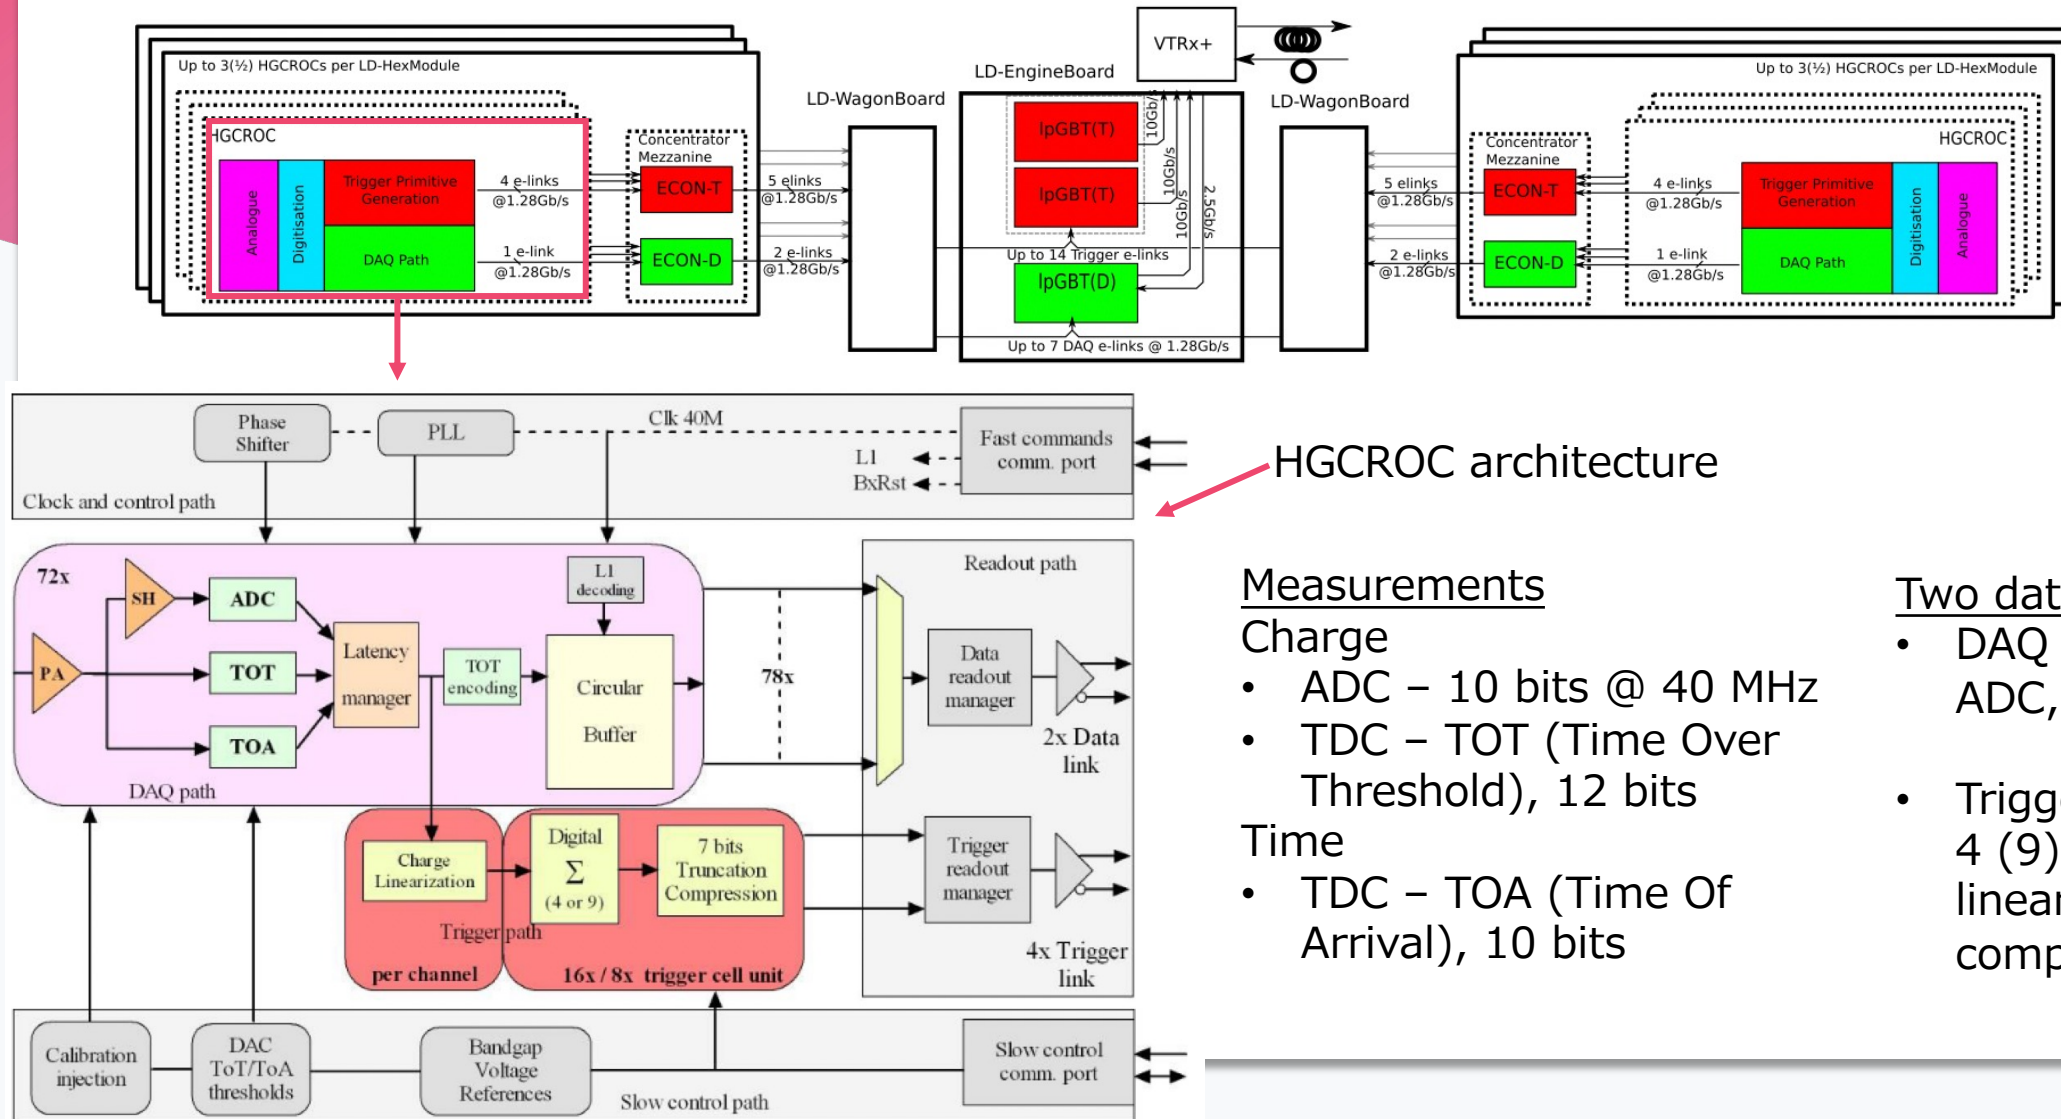 Up to 3(½) HGCROCs per LD-HexModule
HGCROC
Analogue
Digitisation
Trigger Primitive
Generation
DAQ Path
4 e-links
@1.28Gb/s
1 e-link
@1.28Gb/s
Concentrator
Mezzanine
ECON-T
ECON-D
5 elinks
@1.28Gb/s
2 e-links
@1.28Gb/s
LD-WagonBoard
LD-EngineBoard
VTRx+
lpGBT(T)
lpGBT(T)
10Gb/s
10Gb/s
10Gb/s
2.5Gb/s
Up to 14 Trigger e-links
lpGBT(D)
Up to 7 DAQ e-links @ 1.28Gb/s
LD-WagonBoard
Up to 3(½) HGCROCs per LD-HexModule
5 elinks
@1.28Gb/s
2 e-links
@1.28Gb/s
Concentrator
Mezzanine
ECON-T
ECON-D
4 e-links
@1.28Gb/s
1 e-link
@1.28Gb/s
HGCROC
Trigger Primitive
Generation
DAQ Path
Digitisation
Analogue
Phase
Shifter
PLL
Clk 40M
L1
BxRst
Fast commands
comm. port
Clock and control path
HGCROC architecture
72x
SH
PA
ADC
TOT
TOA
Latency
manager
TOT
encoding
L1
decoding
Circular
Buffer
DAQ path
78x
Readout path
Data
readout
manager
2x Data
link
Charge
Linearization
Digital
Σ
(4 or 9)
7 bits
Truncation
Compression
Trigger path
per channel
16x / 8x trigger cell unit
Trigger
readout
manager
4x Trigger
link
Calibration
injection
DAC
ToT/ToA
thresholds
Bandgap
Voltage
References
Slow control path
Slow control
comm. port
Measurements
Charge
• ADC – 10 bits @ 40 MHz
• TDC – TOT (Time Over
Threshold), 12 bits
Time
• TDC – TOA (Time Of
Arrival), 10 bits
Two dat
• DAQ
ADC,
• Trigg
4 (9)
linear
comp